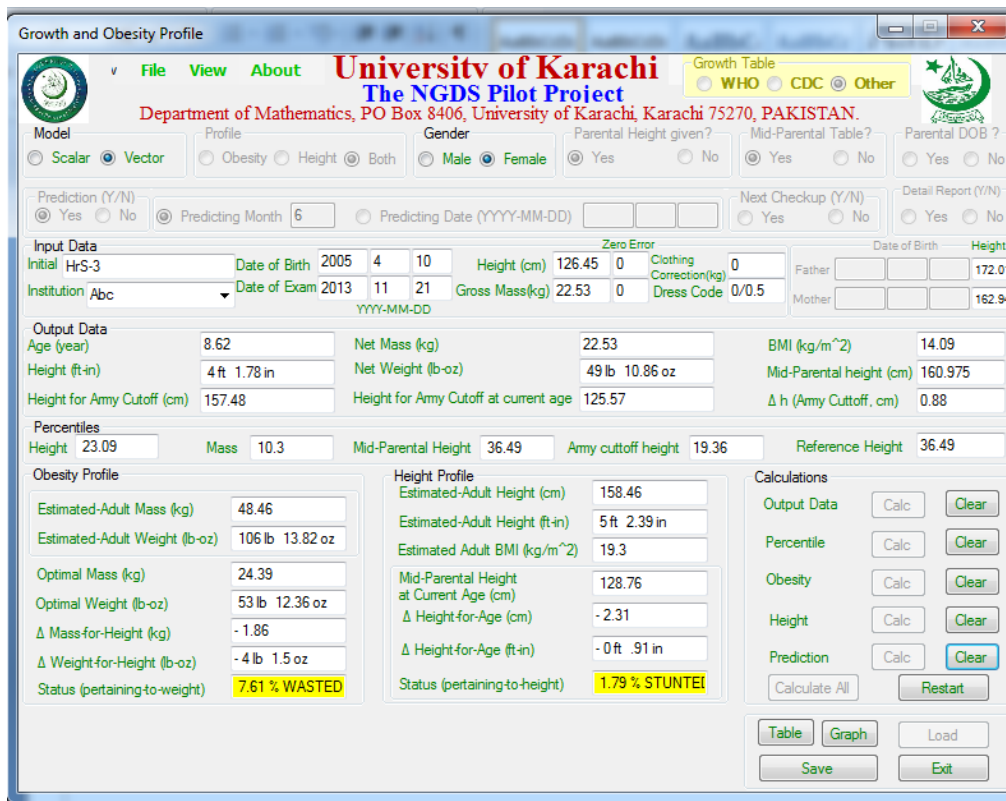 Growth and Obesity Profile
v File View About University of Karachi Growth Table
WHO CDC Other
The NGDS Pilot Project
Department of Mathematics, PO Box 8406, University of Karachi, Karachi 75270, PAKISTAN.
Model Profile Gender Parental Height given? Mid-Parental Table? Parental DOB ?
Scalar Vector Obesity Height Both Male Female Yes No Yes No Yes No
Prediction (Y/N) Next Checkup (Y/N) Detail Report (Y/N)
Yes No Predicting Month 6 Predicting Date (YYYY-MM-DD) Yes No Yes No
Input Data Zero Error Date of Birth Height
Initial HrS-3 Date of Birth 2005 4 10 Height (cm) 126.45 0 Clothing Correction(kg) 0 Father 172.0
Institution Abc Date of Exam 2013 11 21 Gross Mass(kg) 22.53 0 Dress Code 0/0.5 Mother 162.94
YYYY-MM-DD
Output Data
Age (year) 8.62 Net Mass (kg) 22.53 BMI (kg/m^2) 14.09
Height (ft-in) 4 ft 1.78 in Net Weight (lb-oz) 49 lb 10.86 oz Mid-Parental height (cm) 160.975
Height for Army Cutoff (cm) 157.48 Height for Army Cutoff at current age 125.57 Δ h (Army Cuttoff, cm) 0.88
Percentiles
Height 23.09 Mass 10.3 Mid-Parental Height 36.49 Army cuttoff height 19.36 Reference Height 36.49
Obesity Profile Height Profile Calculations
Estimated-Adult Mass (kg) 48.46 Estimated-Adult Height (cm) 158.46 Output Data Calc Clear
Estimated-Adult Weight (lb-oz) 106 lb 13.82 oz Estimated-Adult Height (ft-in) 5 ft 2.39 in Percentile Calc Clear
Estimated Adult BMI (kg/m^2) 19.3
Optimal Mass (kg) 24.39 Mid-Parental Height at Current Age (cm) 128.76 Obesity Calc Clear
Optimal Weight (lb-oz) 53 lb 12.36 oz Δ Height-for-Age (cm) - 2.31 Height Calc Clear
Δ Mass-for-Height (kg) - 1.86
Δ Weight-for-Height (lb-oz) - 4 lb 1.5 oz Δ Height-for-Age (ft-in) - 0 ft .91 in Prediction Calc Clear
Status (pertaining-to-weight) 7.61 % WASTED Status (pertaining-to-height) 1.79 % STUNTED Calculate All Restart
Table Graph Load
Save Exit